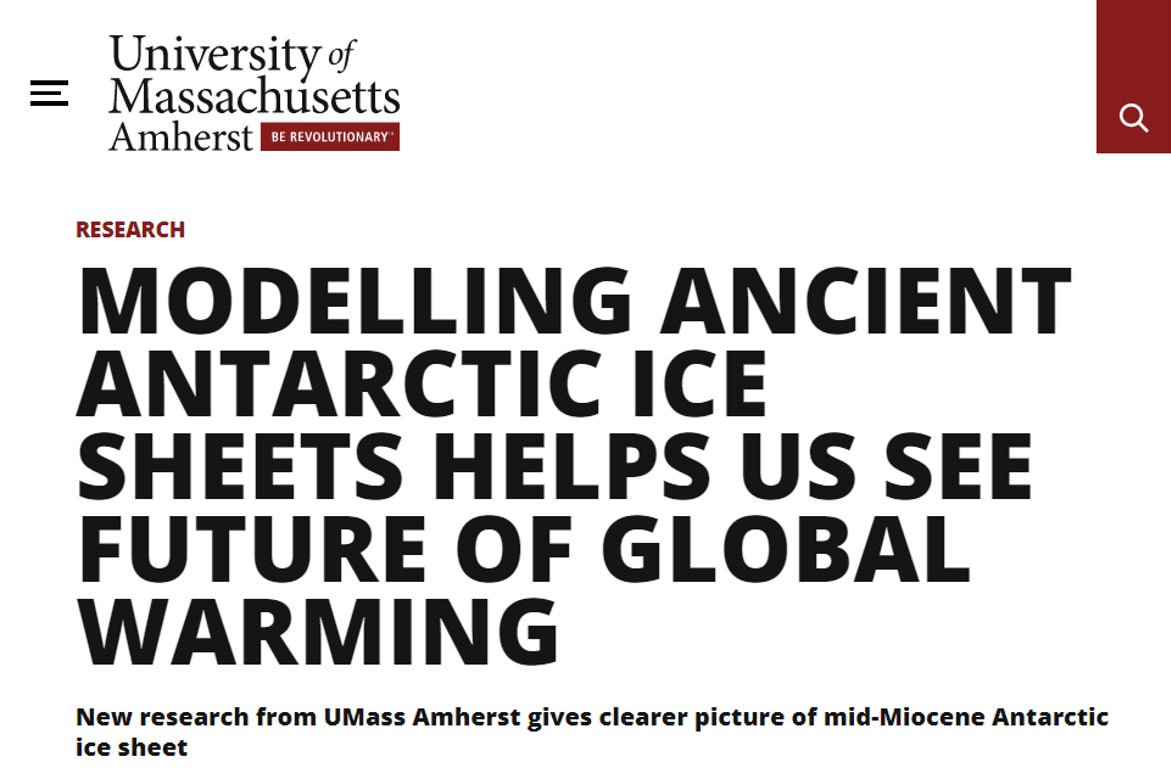 University of
Massachusetts
Amherst BE REVOLUTIONARY™
RESEARCH
MODELLING ANCIENT
ANTARCTIC ICE
SHEETS HELPS US SEE
FUTURE OF GLOBAL
WARMING
New research from UMass Amherst gives clearer picture of mid-Miocene Antarctic
ice sheet